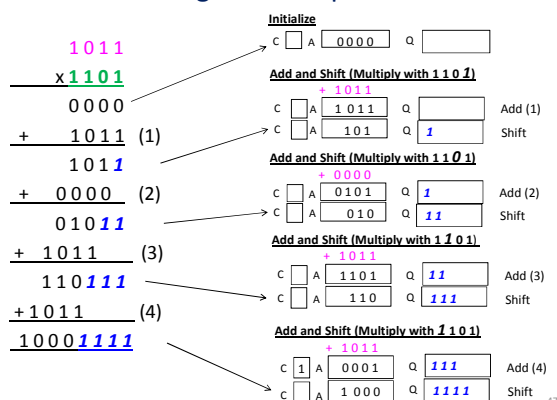 1011
x 1101
0000
+ 1011 (1)
1011
+ 0000 (2)
01011
+ 1011 (3)
110111
+1011 (4)
10001111
Initialize
C A 0000 Q
Add and Shift (Multiply with 1 1 0 1)
+ 1011
C A 1011 Q Add (1)
C A 101 Q 1 Shift
Add and Shift (Multiply with 1 1 0 1)
+ 0000
C A 0101 Q 1 Add (2)
C A 010 Q 11 Shift
Add and Shift (Multiply with 1 1 0 1)
+ 1011
C A 1101 Q 11 Add (3)
C A 110 Q 111 Shift
Add and Shift (Multiply with 1 1 0 1)
+ 1011
C 1 A 0001 Q 111 Add (4)
C A 1 000 Q 1111 Shift